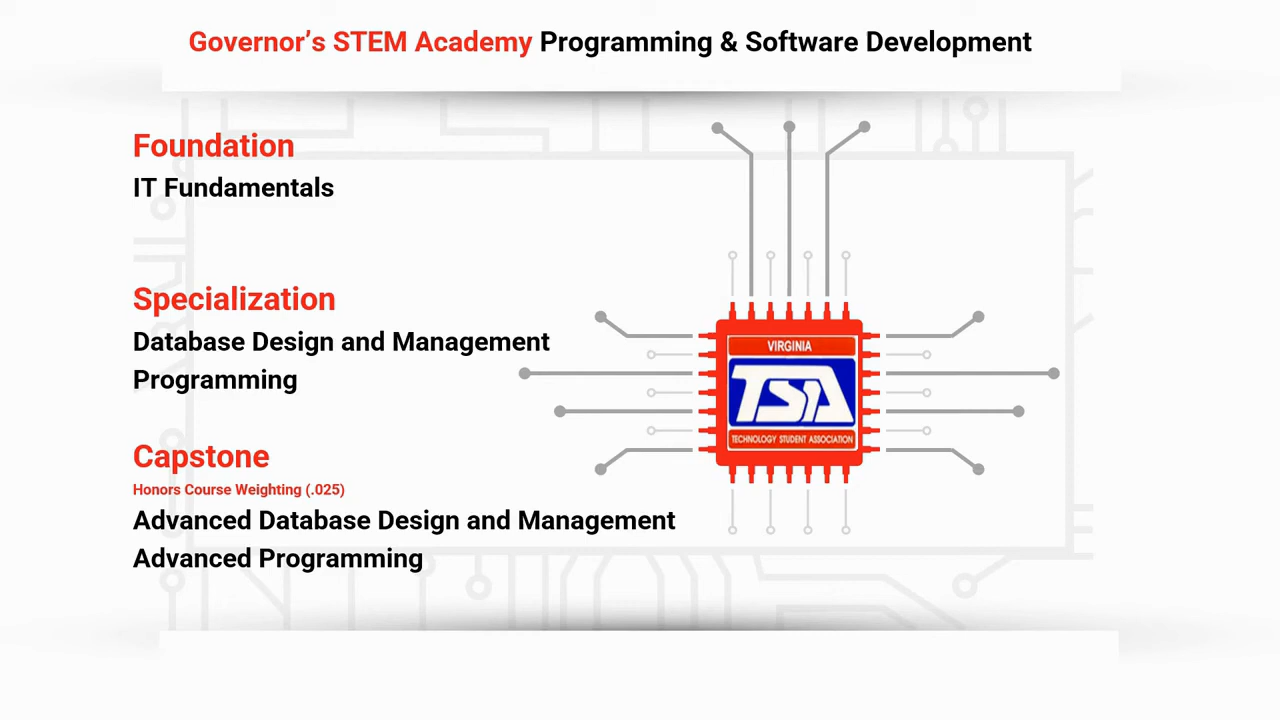 Governor’s STEM Academy Programming & Software Development
Foundation
IT Fundamentals
Specialization
Database Design and Management
Programming
Capstone
Honors Course Weighting (.025)
Advanced Database Design and Management
Advanced Programming
VIRGINIA
TSA
TECHNOLOGY STUDENT ASSOCIATION